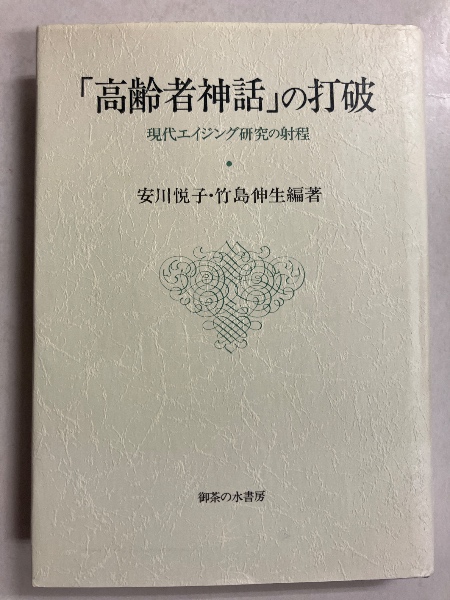 「高齢者神話」の打破
現代エイジング研究の射程
安川悦子・竹島伸生編著
御茶の水書房